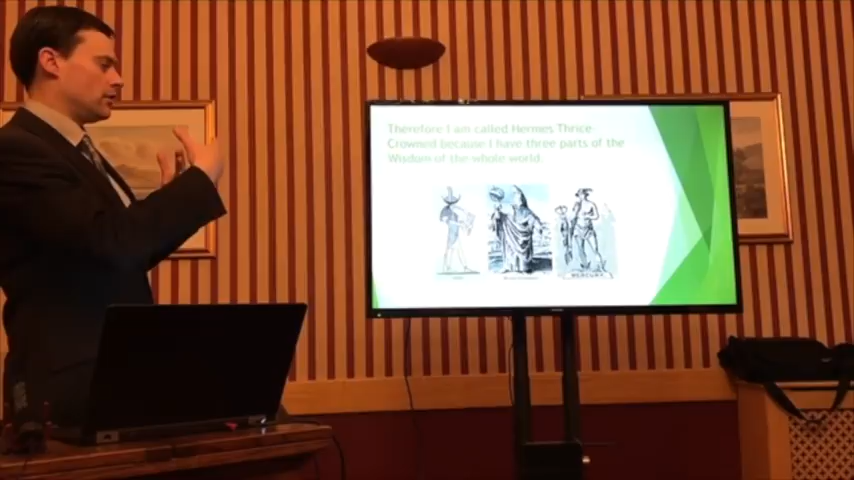 Therefore I am called Hermes Thrice-
Crowned because I have three parts of the
Wisdom of the whole world.
MERCURY